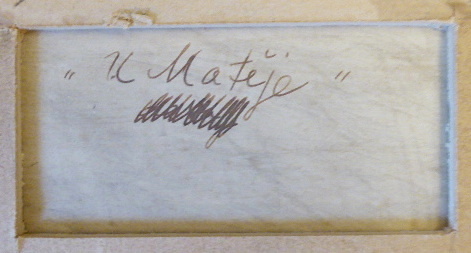 " U Matěje "